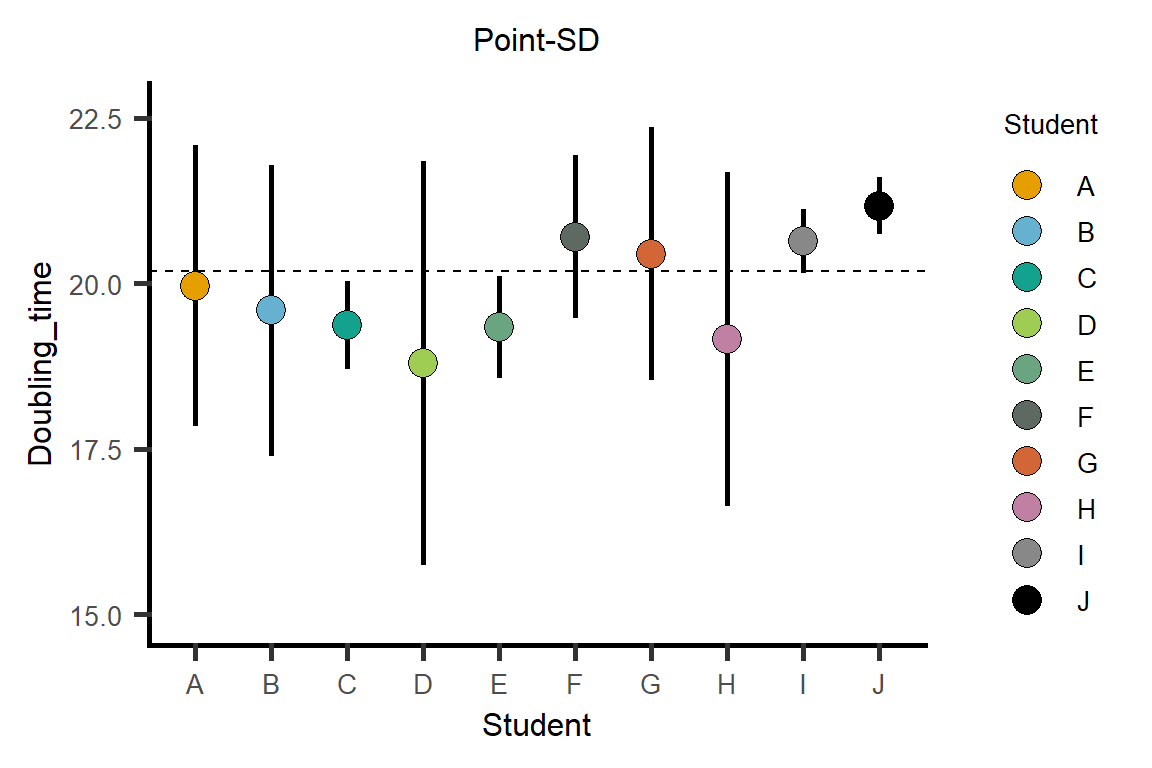 Point-SD
Doubling_time
22.5
20.0
17.5
15.0
A B C D E F G H I J
Student
Student
A
B
C
D
E
F
G
H
I
J